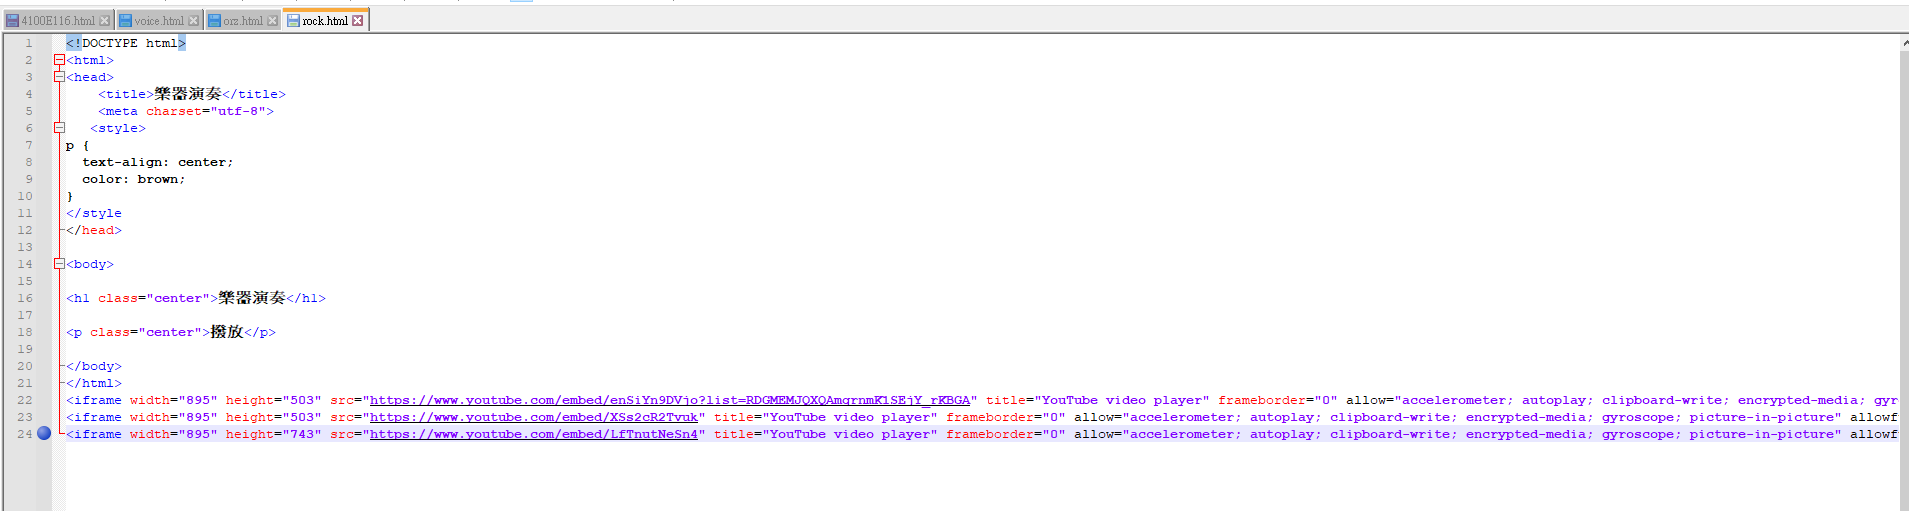 4100E116.html voice.html orz.html rock.html
1 <!DOCTYPE html>
2 <html>
3 <head>
4 <title>樂器演奏</title>
5 <meta charset="utf-8">
6 <style>
7 p {
8 text-align: center;
9 color: brown;
10 }
11 </style
12 </head>
13
14 <body>
15
16 <h1 class="center">樂器演奏</h1>
17
18 <p class="center">撥放</p>
19
20 </body>
21 </html>
22 <iframe width="895" height="503" src="https://www.youtube.com/embed/enSiYn9DVjo?list=RDGMEMJQXQAmqrnmK1SEjY_rKBGA" title="YouTube video player" frameborder="0" allow="accelerometer; autoplay; clipboard-write; encrypted-media; gyr
23 <iframe width="895" height="503" src="https://www.youtube.com/embed/XSs2cR2Tvuk" title="YouTube video player" frameborder="0" allow="accelerometer; autoplay; clipboard-write; encrypted-media; gyroscope; picture-in-picture" allowf
24 <iframe width="895" height="743" src="https://www.youtube.com/embed/LfTnutNeSn4" title="YouTube video player" frameborder="0" allow="accelerometer; autoplay; clipboard-write; encrypted-media; gyroscope; picture-in-picture" allowf